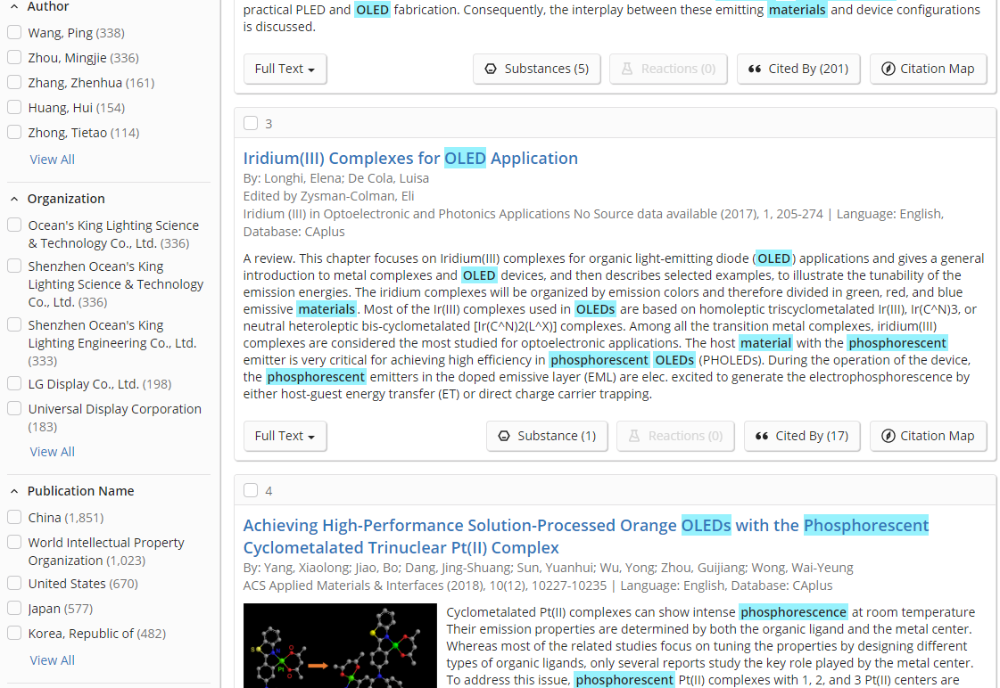 Author
Wang, Ping (338)
Zhou, Mingjie (336)
Zhang, Zhenhua (161)
Huang, Hui (154)
Zhong, Tietao (114)
View All
Organization
Ocean's King Lighting Science
& Technology Co., Ltd. (336)
Shenzhen Ocean's King
Lighting Science & Technology
Co., Ltd. (336)
Shenzhen Ocean's King
Lighting Engineering Co., Ltd.
(333)
LG Display Co., Ltd. (198)
Universal Display Corporation
(183)
View All
Publication Name
China (1,851)
World Intellectual Property
Organization (1,023)
United States (670)
Japan (577)
Korea, Republic of (482)
View All
practical PLED and OLED fabrication. Consequently, the interplay between these emitting materials and device configurations
is discussed.
Full Text
Substances (5)
Reactions (0)
Cited By (201)
Citation Map
3
Iridium(III) Complexes for OLED Application
By: Longhi, Elena; De Cola, Luisa
Edited by Zysman-Colman, Eli
Iridium (III) in Optoelectronic and Photonics Applications No Source data available (2017), 1, 205-274 | Language: English,
Database: CAplus
A review. This chapter focuses on Iridium(III) complexes for organic light-emitting diode (OLED) applications and gives a general
introduction to metal complexes and OLED devices, and then describes selected examples, to illustrate the tunability of the
emission energies. The iridium complexes will be organized by emission colors and therefore divided in green, red, and blue
emissive materials. Most of the Ir(III) complexes used in OLEDs are based on homoleptic triscyclometalated Ir(III), Ir(C^N)3, or
neutral heteroleptic bis-cyclometalated [Ir(C^N)2(L^X)] complexes. Among all the transition metal complexes, iridium(III)
complexes are considered the most studied for optoelectronic applications. The host material with the phosphorescent
emitter is very critical for achieving high efficiency in phosphorescent OLEDs (PHOLEDs). During the operation of the device,
the phosphorescent emitters in the doped emissive layer (EML) are elec. excited to generate the electrophosphorescence by
either host-guest energy transfer (ET) or direct charge carrier trapping.
Full Text
Substance (1)
Reactions (0)
Cited By (17)
Citation Map
4
Achieving High-Performance Solution-Processed Orange OLEDs with the Phosphorescent
Cyclometalated Trinuclear Pt(II) Complex
By: Yang, Xiaolong; Jiao, Bo; Dang, Jing-Shuang; Sun, Yuanhui; Wu, Yong; Zhou, Guijiang; Wong, Wai-Yeung
ACS Applied Materials & Interfaces (2018), 10(12), 10227-10235 | Language: English, Database: CAplus
S
N
Pt
O
O
Cyclometalated Pt(II) complexes can show intense phosphorescence at room temperature
Their emission properties are determined by both the organic ligand and the metal center.
Whereas most of the related studies focus on tuning the properties by designing different
types of organic ligands, only several reports study the key role played by the metal center.
To address this issue, phosphorescent Pt(II) complexes with 1, 2, and 3 Pt(II) centers are